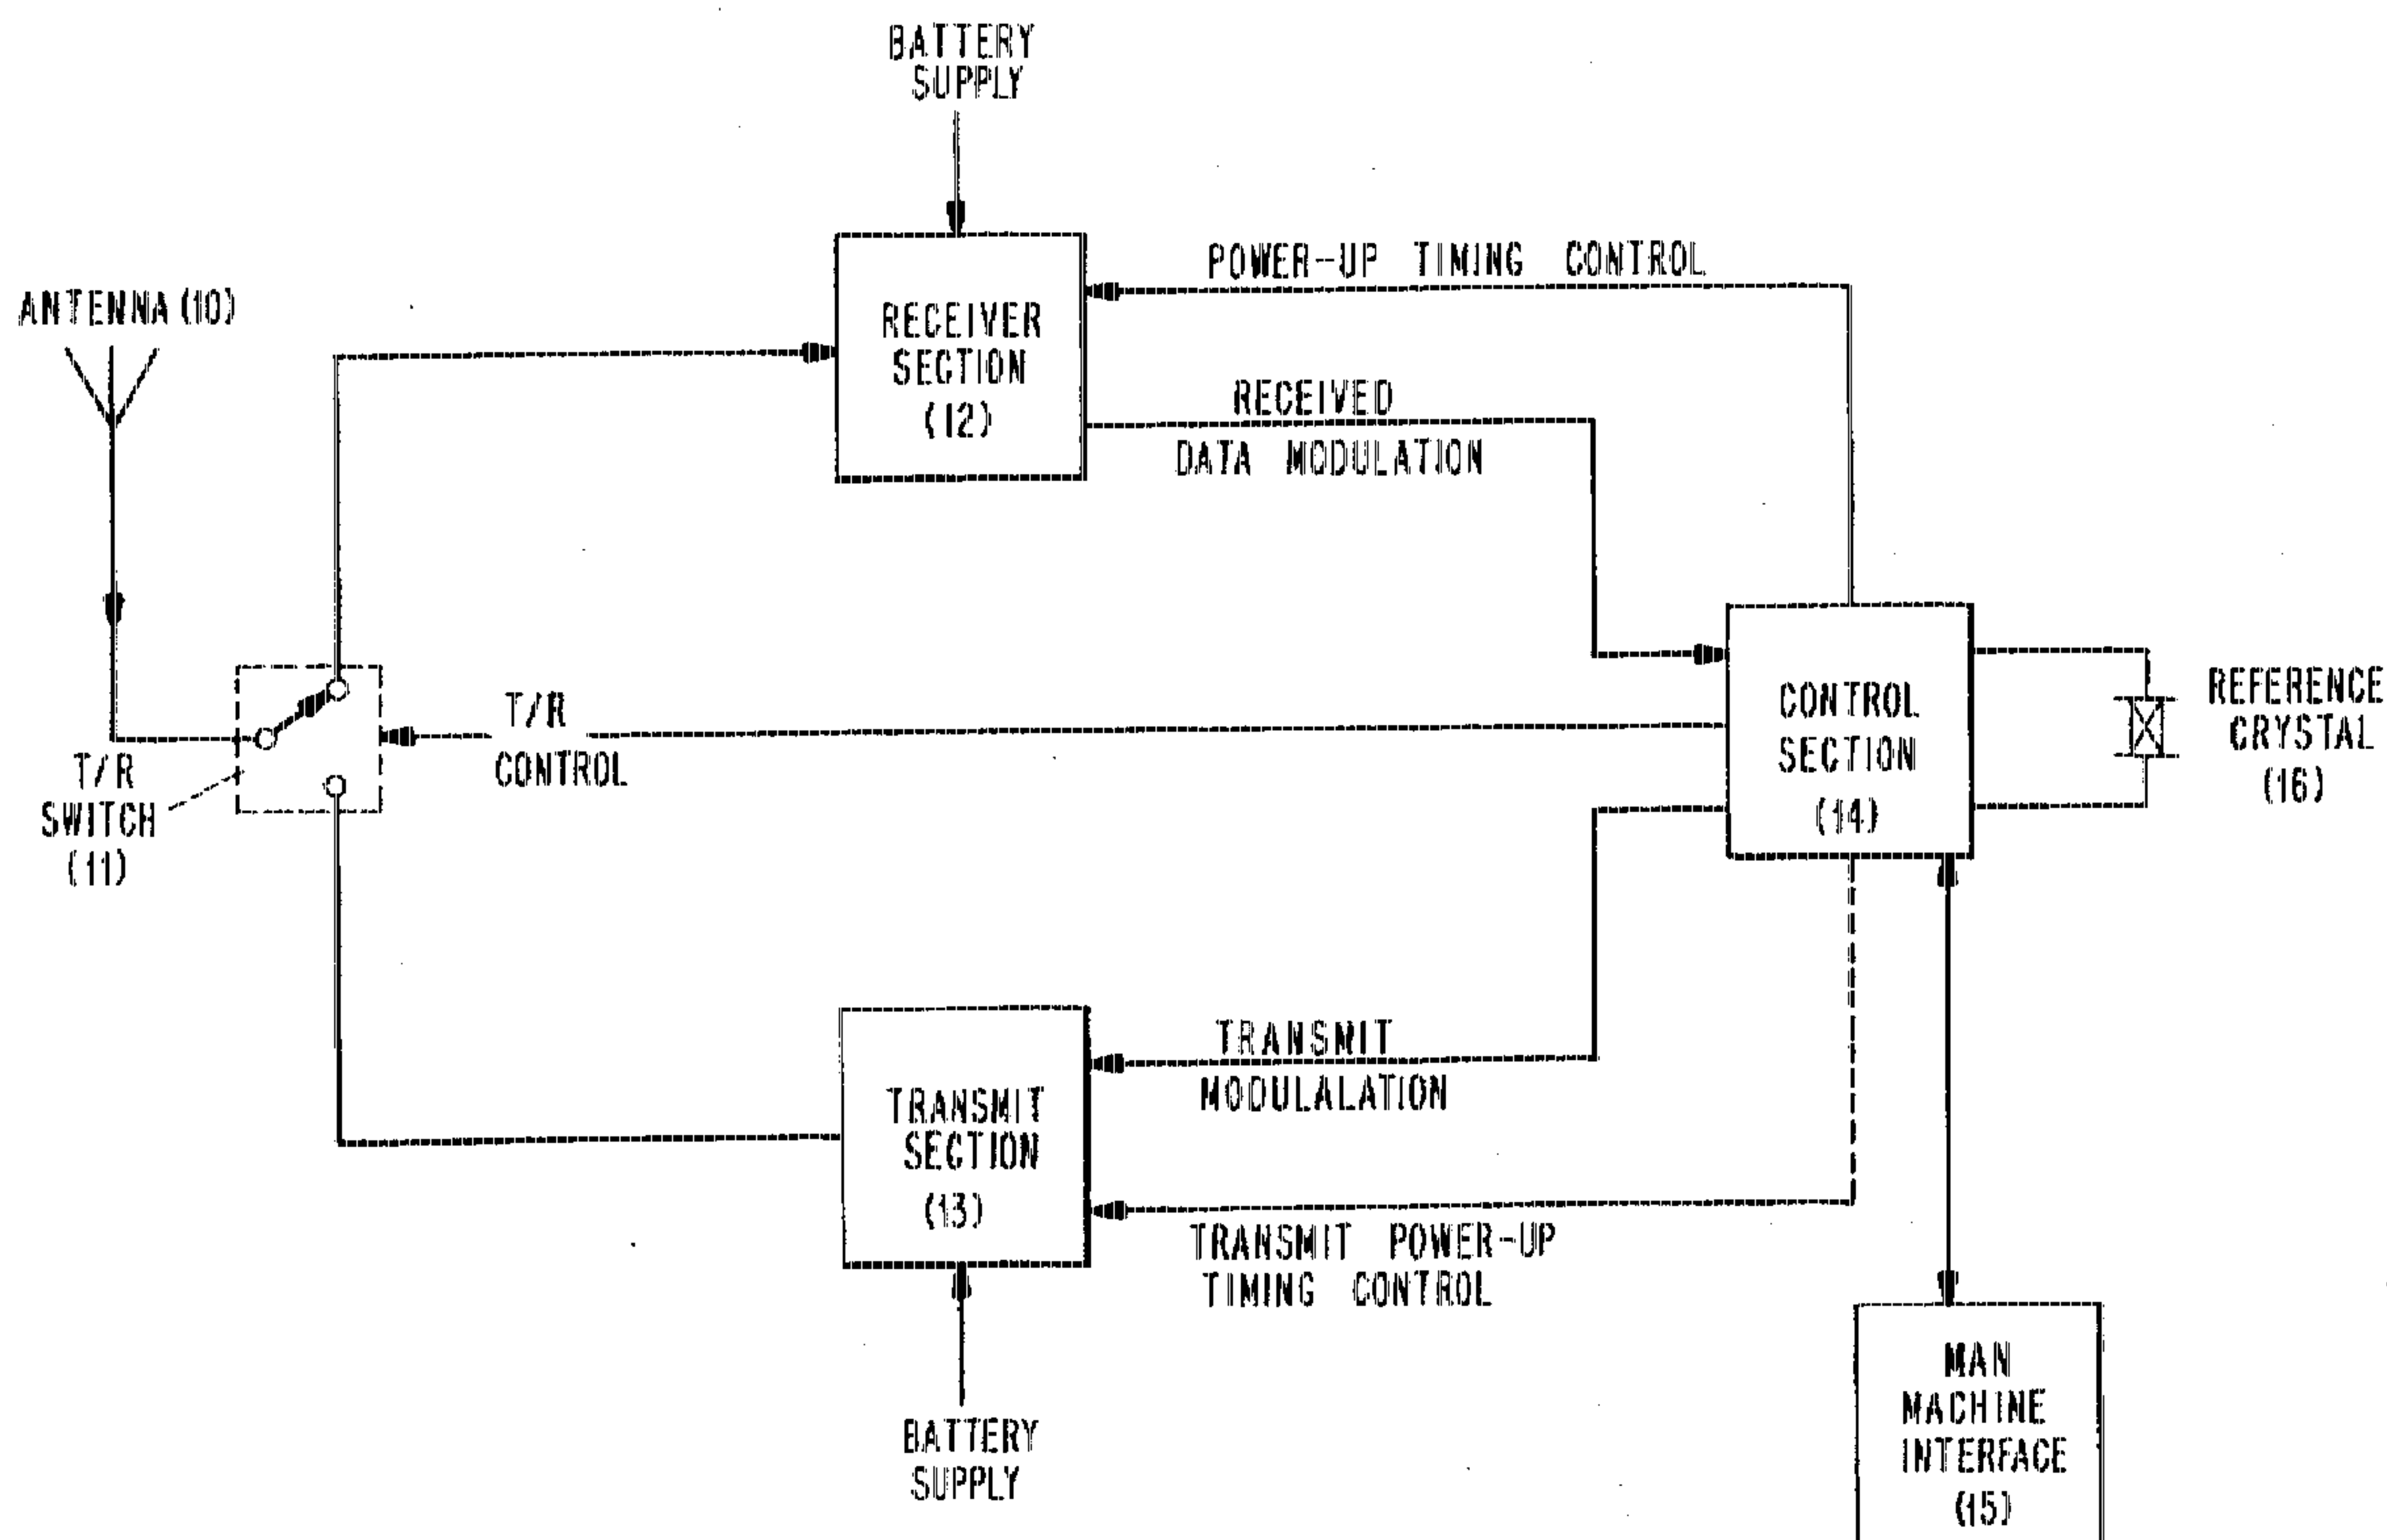 BATTERY
SUPPLY
ANTENNA (10)
RECEIVER
SECTION
(12)
POWER-UP TIMING CONTROL
RECEIVED
DATA MODULATION
T/R
SWITCH
(11)
T/R
CONTROL
CONTROL
SECTION
(14)
REFERENCE
CRYSTAL
(16)
TRANSMIT
SECTION
(13)
TRANSMIT
MODULALATION
TRANSMIT POWER-UP
TIMING CONTROL
BATTERY
SUPPLY
MAN
MACHINE
INTERFACE
(15)